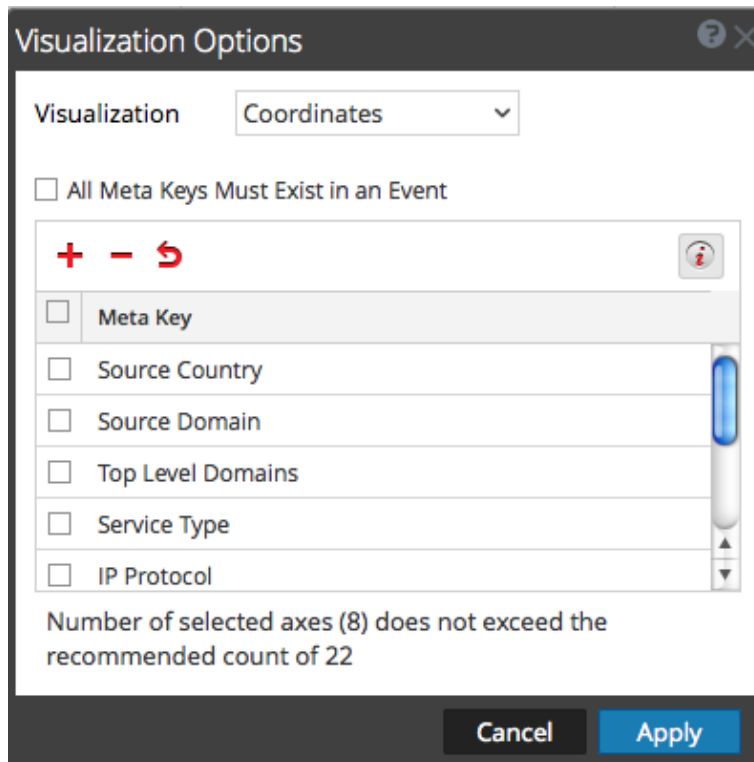 Visualization Options
Visualization Coordinates
All Meta Keys Must Exist in an Event
Meta Key
Source Country
Source Domain
Top Level Domains
Service Type
IP Protocol
Number of selected axes (8) does not exceed the
recommended count of 22
Cancel Apply